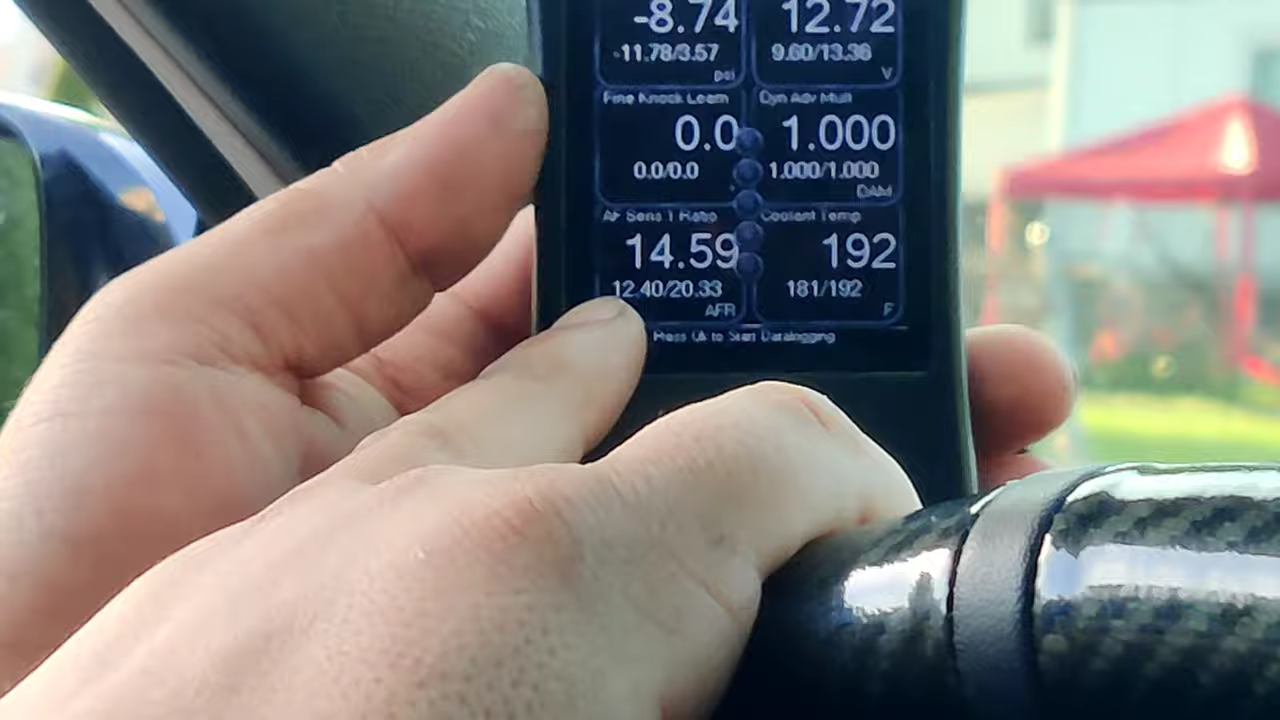 -8.74 12.72
-11.78/3.57 9.60/13.36
psi V
Fine Knock Learn Dyn Adv Mult
0.0 1.000
0.0/0.0 1.000/1.000
DAM
AF Sens 1 Ratio Coolant Temp
14.59 192
12.40/20.33 181/192
AFR F
Press Ok to Start Datalogging